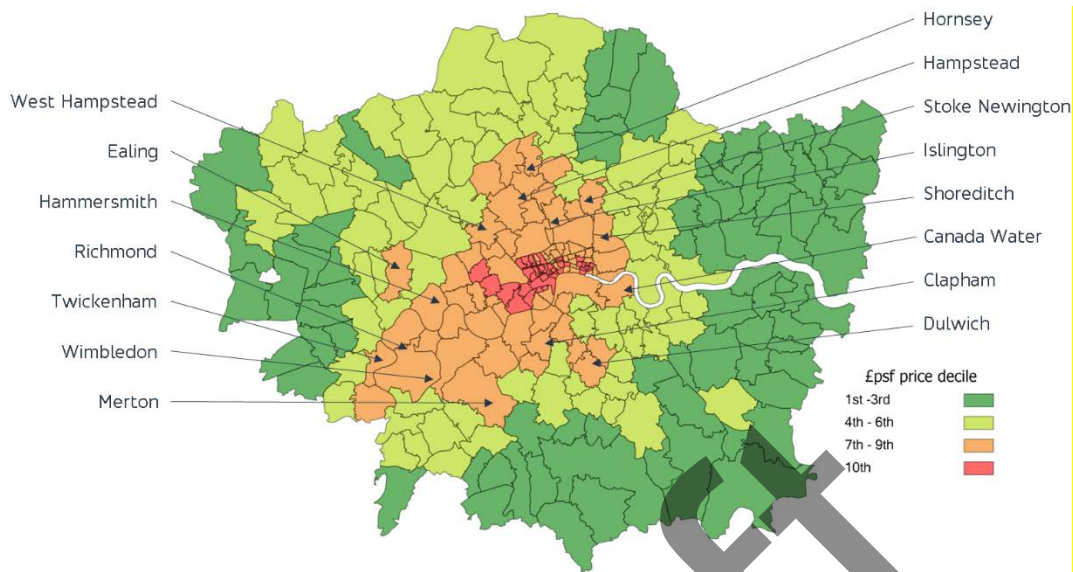 Hornsey
Hampstead
Stoke Newington
Islington
Shoreditch
Canada Water
Clapham
Dulwich
West Hampstead
Ealing
Hammersmith
Richmond
Twickenham
Wimbledon
Merton
£psf price decile
1st -3rd
4th - 6th
7th - 9th
10th